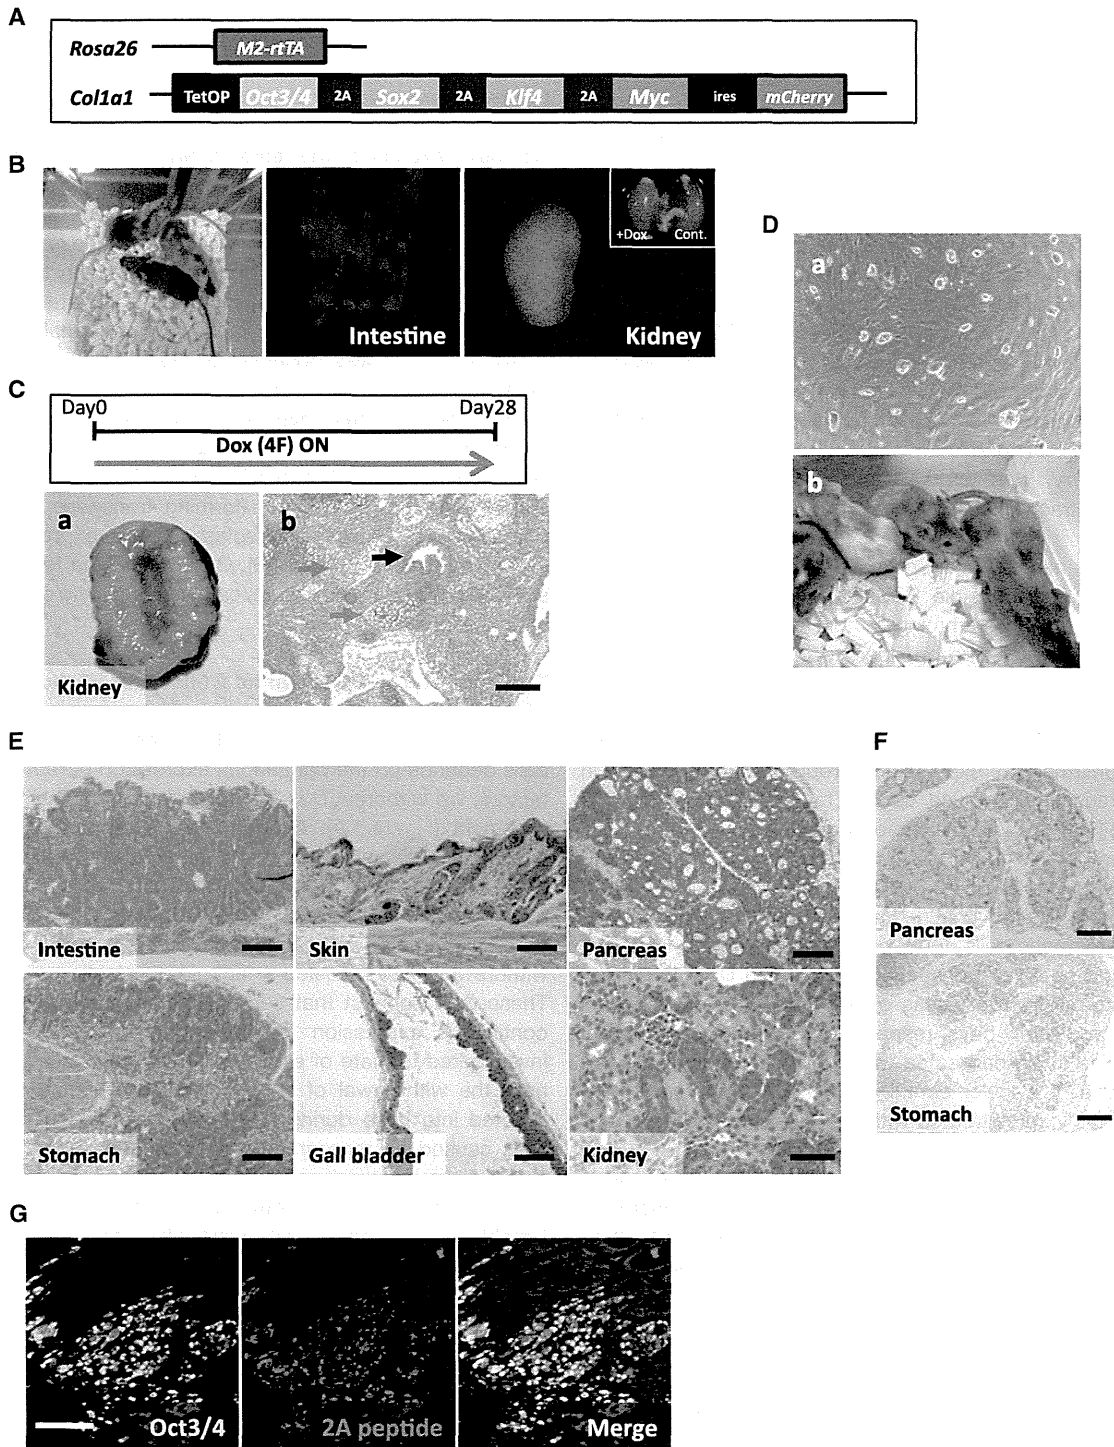 A
Rosa26 M2-rtTA
Col1a1 TetOP Oct3/4 2A Sox2 2A Klf4 2A Myc ires mCherry
B
Intestine
+Dox Cont.
Kidney
C
Day0 Day28
Dox (4F) ON
a
Kidney
b
D
a
b
E
Intestine
Skin
Pancreas
Stomach
Gall bladder
Kidney
F
Pancreas
Stomach
G
Oct3/4
2A peptide
Merge